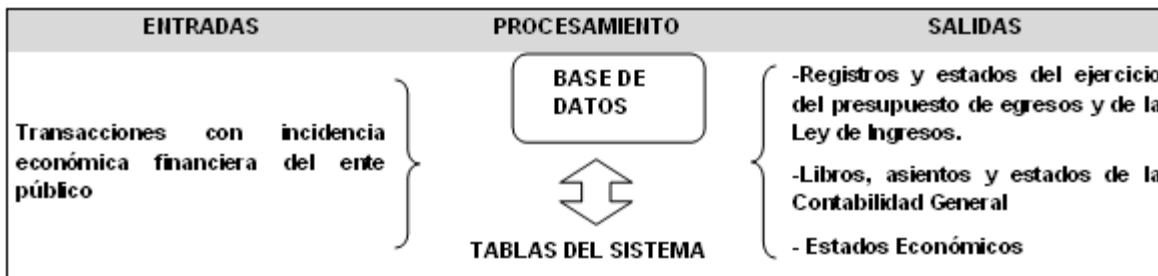 ENTRADAS PROCESAMIENTO SALIDAS
Transacciones con incidencia
económica financiera del ente
público
BASE DE
DATOS
TABLAS DEL SISTEMA
-Registros y estados del ejercicio
del presupuesto de egresos y de la
Ley de Ingresos.
-Libros, asientos y estados de la
Contabilidad General
- Estados Económicos